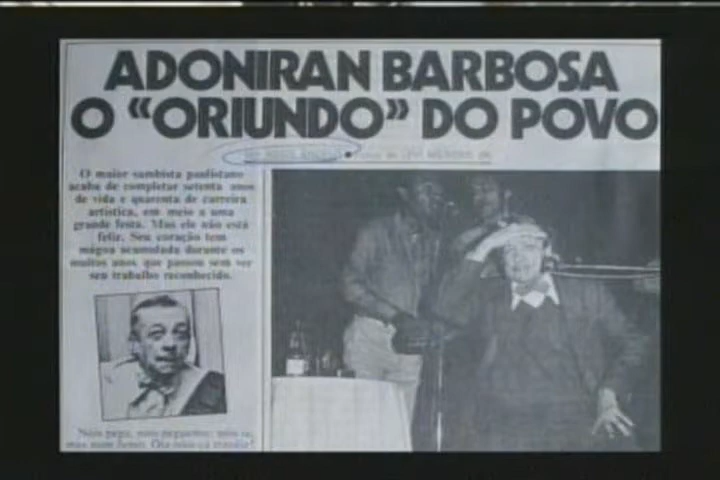 ADONIRAN BARBOSA
O “ORIUNDO” DO POVO
O maior sambista paulistano
acaba de completar setenta anos
de vida e quarenta de carreira
artística, em meio a uma
grande festa. Mas ele não está
feliz. Seu coração tem
mágoa acumulada durante os
muitos anos que passou sem ver
seu trabalho reconhecido.